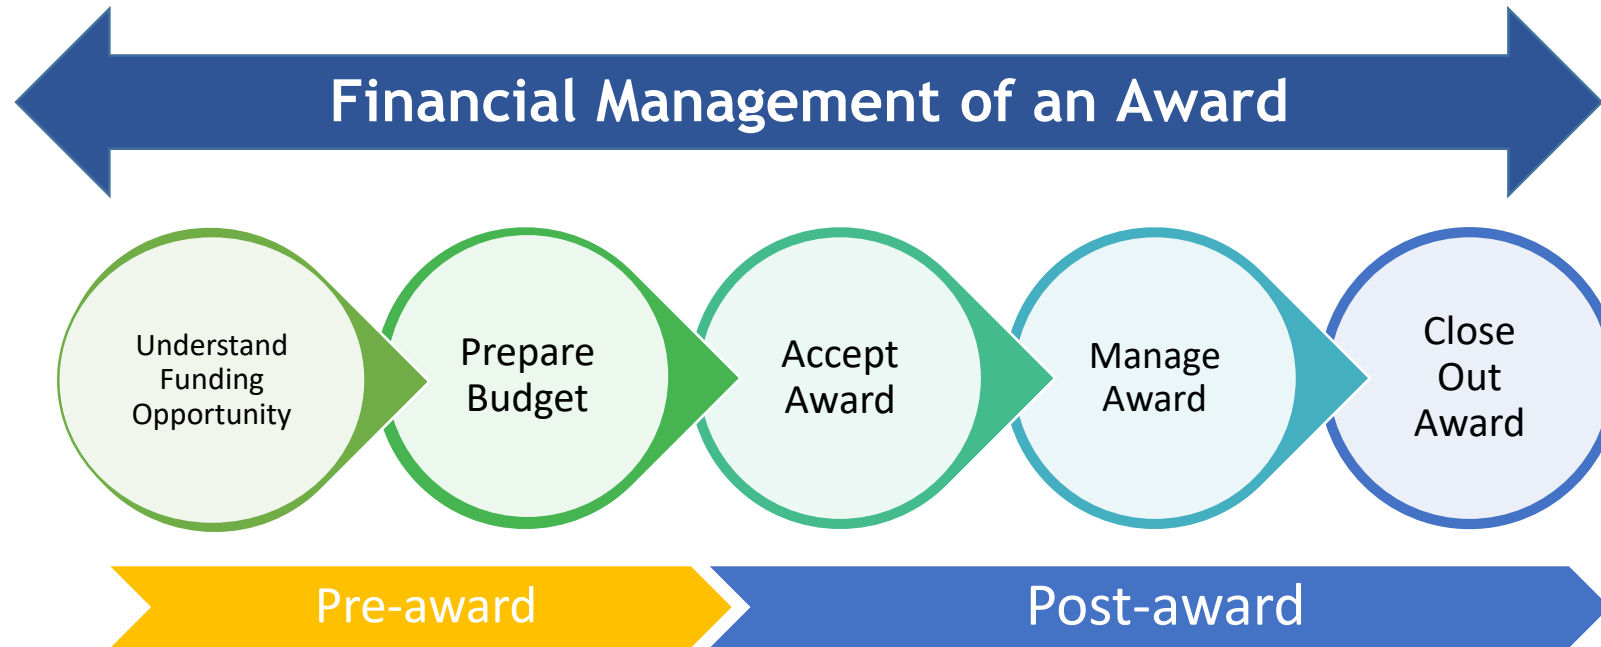 Financial Management of an Award
Understand
Funding
Opportunity
Prepare
Budget
Accept
Award
Manage
Award
Close
Out
Award
Pre-award
Post-award